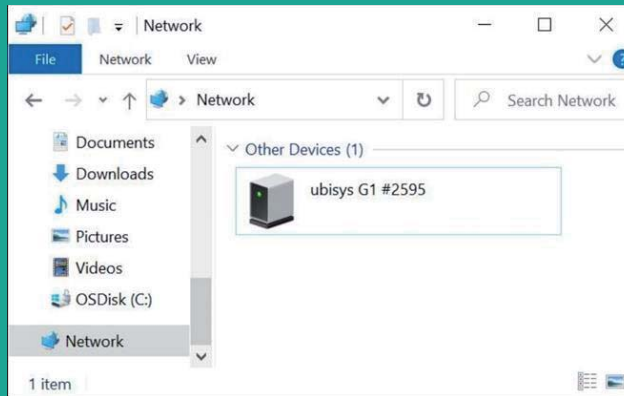 Network
File Network View
Network Search Network
Documents
Downloads
Music
Pictures
Videos
OSDisk (C:)
Network
Other Devices (1)
ubisys G1 #2595
1 item